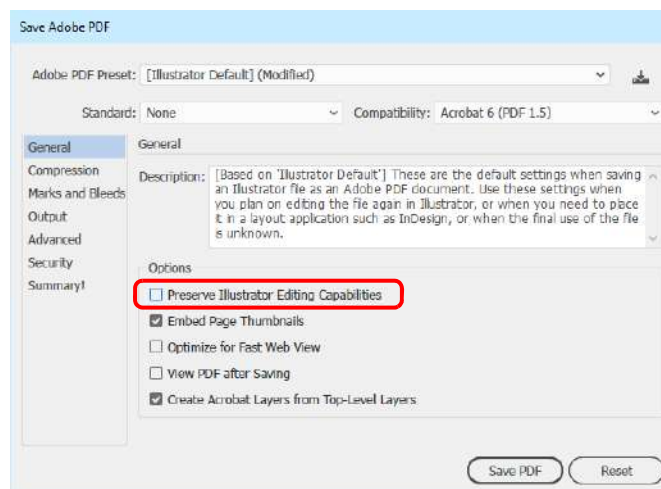 Save Adobe PDF
Adobe PDF Preset: [Illustrator Default] (Modified)
Standard: None Compatibility: Acrobat 6 (PDF 1.5)
General
Compression
Marks and Bleeds
Output
Advanced
Security
Summary!
General
Description: [Based on 'Illustrator Default'] These are the default settings when saving
an Illustrator file as an Adobe PDF document. Use these settings when
you plan on editing the file again in Illustrator, or when you need to place
it in a layout application such as InDesign, or when the final use of the file
is unknown.
Options
Preserve Illustrator Editing Capabilities
Embed Page Thumbnails
Optimize for Fast Web View
View PDF after Saving
Create Acrobat Layers from Top-Level Layers
Save PDF Reset